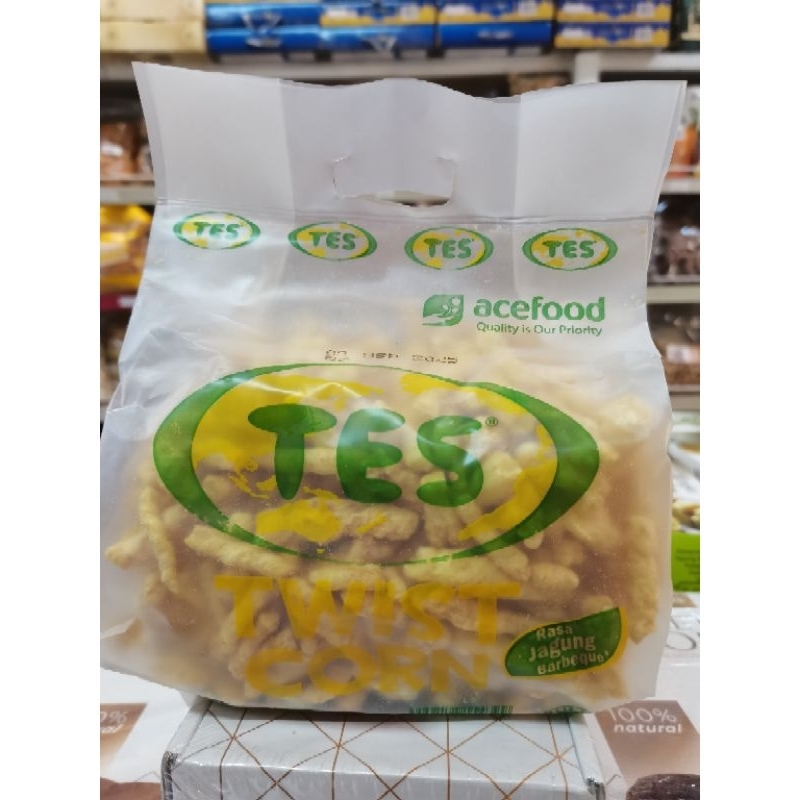 TES
TES
TES
TES
acefood
Quality is Our Priority
TES®
TWIST
CORN
Rasa
Jagung
Barbeque
100%
natural